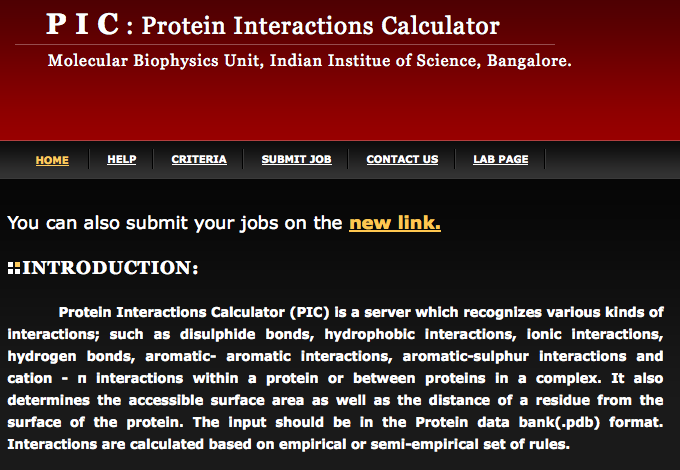 P I C : Protein Interactions Calculator
Molecular Biophysics Unit, Indian Institue of Science, Bangalore.
HOME HELP CRITERIA SUBMIT JOB CONTACT US LAB PAGE
You can also submit your jobs on the new link.
INTRODUCTION:
Protein Interactions Calculator (PIC) is a server which recognizes various kinds of
interactions; such as disulphide bonds, hydrophobic interactions, ionic interactions,
hydrogen bonds, aromatic- aromatic interactions, aromatic-sulphur interactions and
cation - п interactions within a protein or between proteins in a complex. It also
determines the accessible surface area as well as the distance of a residue from the
surface of the protein. The input should be in the Protein data bank(.pdb) format.
Interactions are calculated based on empirical or semi-empirical set of rules.